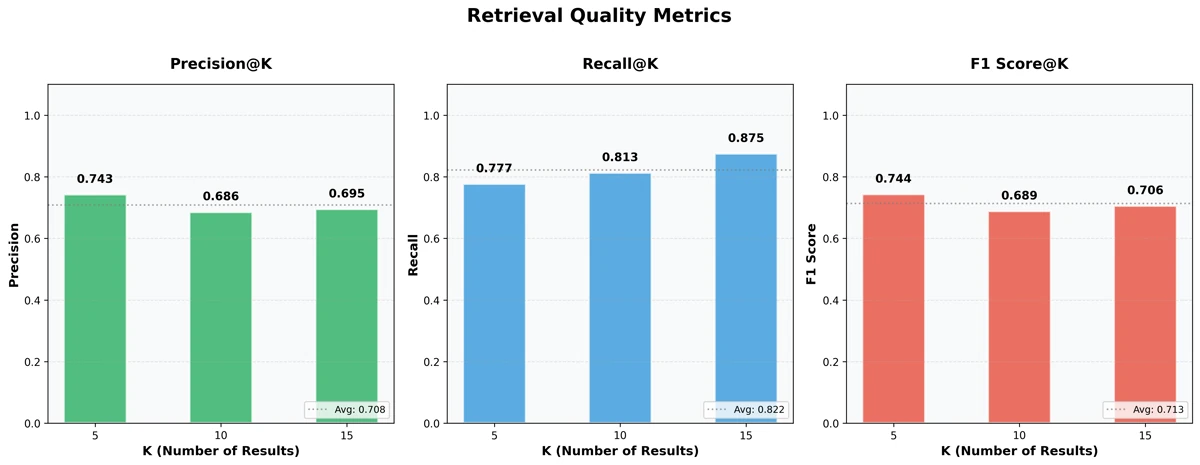 Retrieval Quality Metrics
Precision@K
1.0
0.8
0.6
0.4
0.2
0.0
Precision
0.743
0.686
0.695
Avg: 0.708
5
10
15
K (Number of Results)
Recall@K
1.0
0.8
0.6
0.4
0.2
0.0
Recall
0.777
0.813
0.875
Avg: 0.822
5
10
15
K (Number of Results)
F1 Score@K
1.0
0.8
0.6
0.4
0.2
0.0
F1 Score
0.744
0.689
0.706
Avg: 0.713
5
10
15
K (Number of Results)